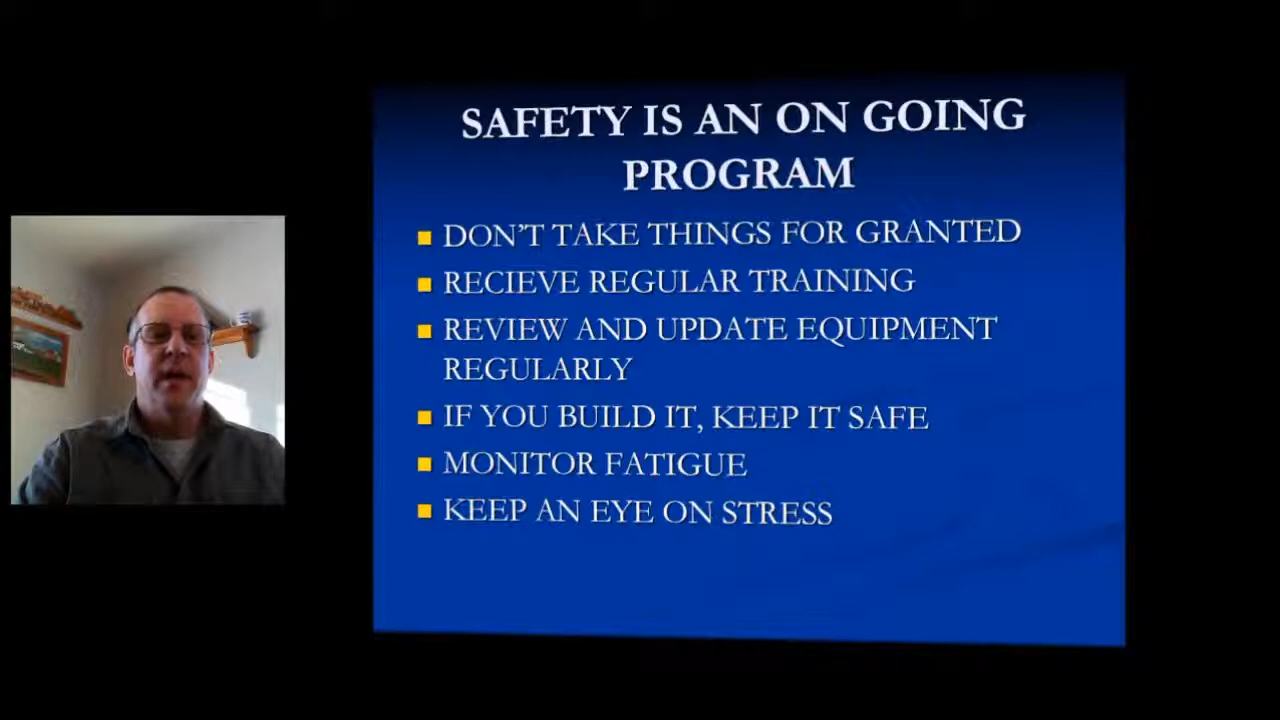 SAFETY IS AN ON GOING
PROGRAM
DON'T TAKE THINGS FOR GRANTED
RECIEVE REGULAR TRAINING
REVIEW AND UPDATE EQUIPMENT
REGULARLY
IF YOU BUILD IT, KEEP IT SAFE
MONITOR FATIGUE
KEEP AN EYE ON STRESS